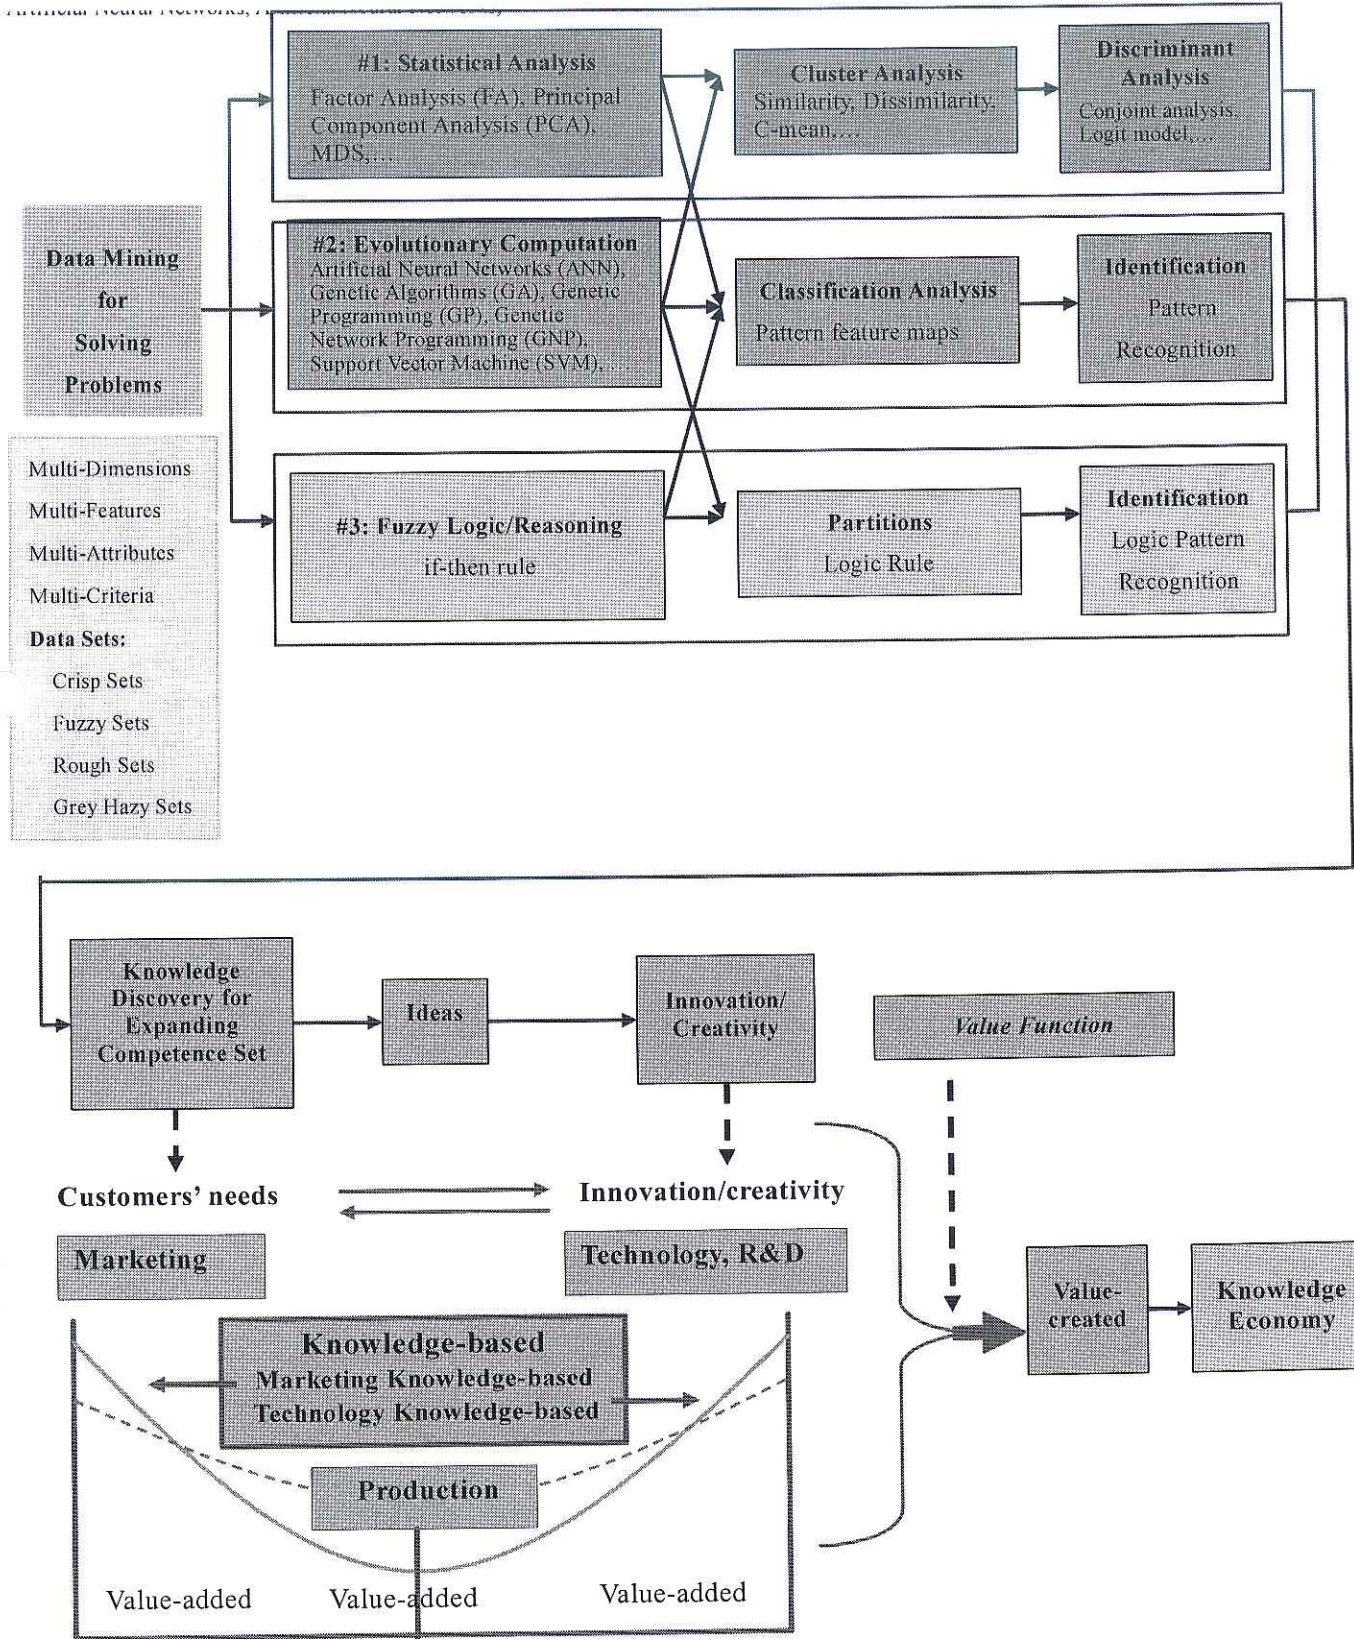 Artificial Neural Networks,
#1: Statistical Analysis
Factor Analysis (FA), Principal
Component Analysis (PCA),
MDS,…
Cluster Analysis
Similarity, Dissimilarity,
C-mean,…
Discriminant
Analysis
Conjoint analysis,
Logit model,…
Data Mining
for
Solving
Problems
#2: Evolutionary Computation
Artificial Neural Networks (ANN),
Genetic Algorithms (GA), Genetic
Programming (GP), Genetic
Network Programming (GNP),
Support Vector Machine (SVM), …
Classification Analysis
Pattern feature maps
Identification
Pattern
Recognition
Multi-Dimensions
Multi-Features
Multi-Attributes
Multi-Criteria
Data Sets:
Crisp Sets
Fuzzy Sets
Rough Sets
Grey Hazy Sets
#3: Fuzzy Logic/Reasoning
if-then rule
Partitions
Logic Rule
Identification
Logic Pattern
Recognition
Knowledge
Discovery for
Expanding
Competence Set
Ideas
Innovation/
Creativity
Value Function
Customers’ needs
Innovation/creativity
Marketing
Technology, R&D
Knowledge-based
Marketing Knowledge-based
Technology Knowledge-based
Production
Value-
created
Knowledge
Economy
Value-added
Value-added
Value-added